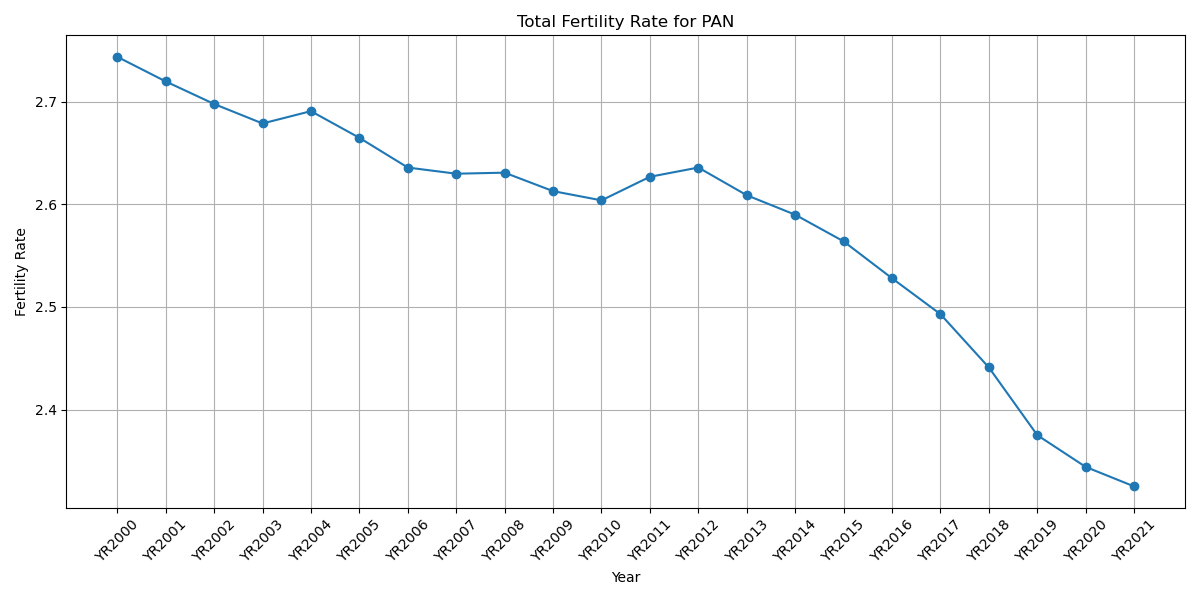 Total Fertility Rate for PAN
Fertility Rate
2.7
2.6
2.5
2.4
YR2000
YR2001
YR2002
YR2003
YR2004
YR2005
YR2006
YR2007
YR2008
YR2009
YR2010
YR2011
YR2012
YR2013
YR2014
YR2015
YR2016
YR2017
YR2018
YR2019
YR2020
YR2021
Year